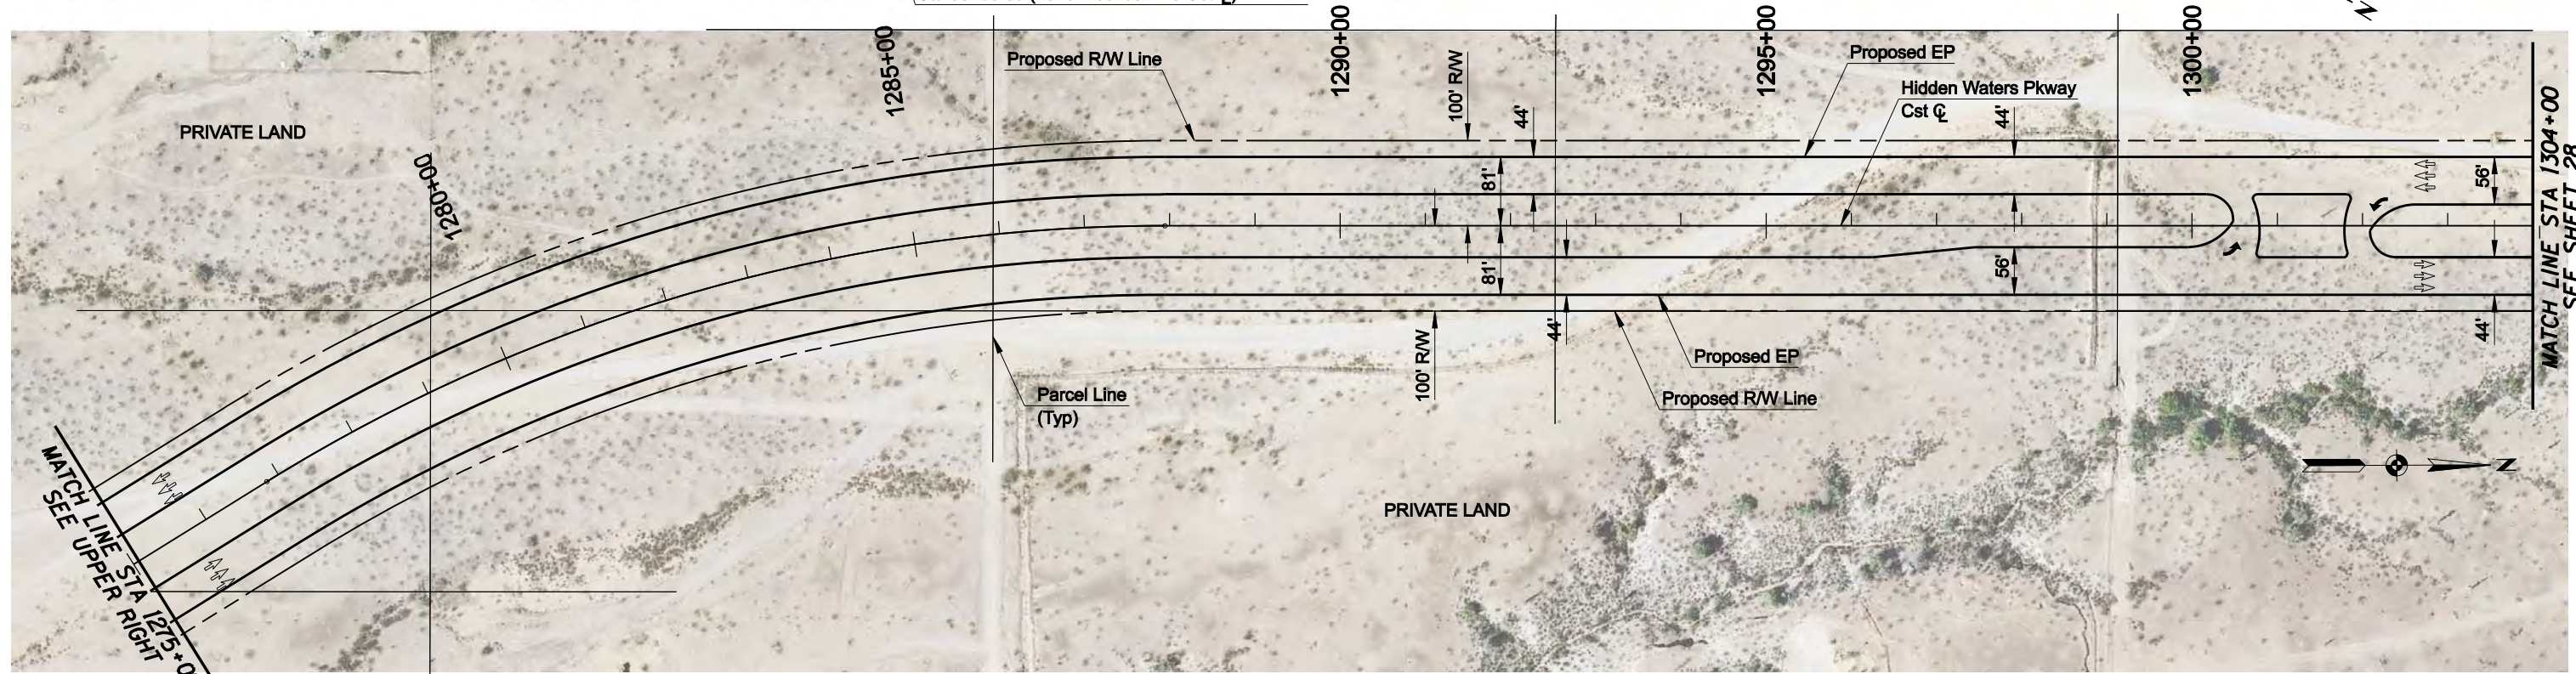 N
1285+00
1290+00
1295+00
1300+00
Proposed R/W Line
100' R/W
44'
Proposed EP
Hidden Waters Pkway
Cst ℄
44'
PRIVATE LAND
1280+00
81'
56'
MATCH LINE STA 1304+00
SEE SHEET 28
81'
44'
56'
44'
100' R/W
Proposed EP
Proposed R/W Line
Parcel Line
(Typ)
N
PRIVATE LAND
MATCH LINE STA 1275+0
SEE UPPER RIGHT